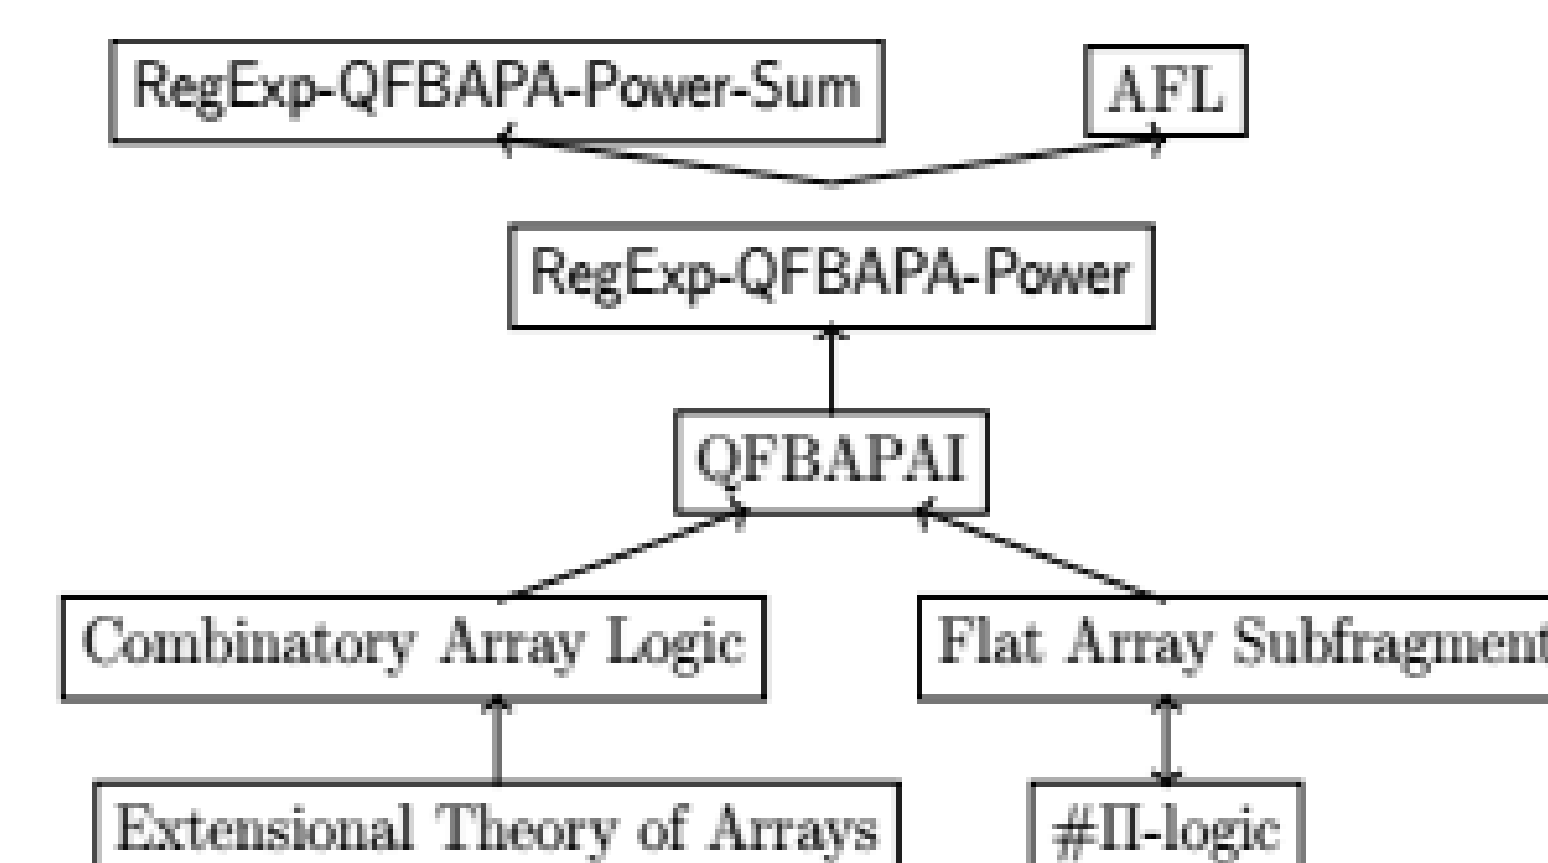 RegExp-QFBAPA-Power-Sum
AFL
RegExp-QFBAPA-Power
QFBAPAI
Combinatory Array Logic
Flat Array Subfragment
Extensional Theory of Arrays
#Π-logic